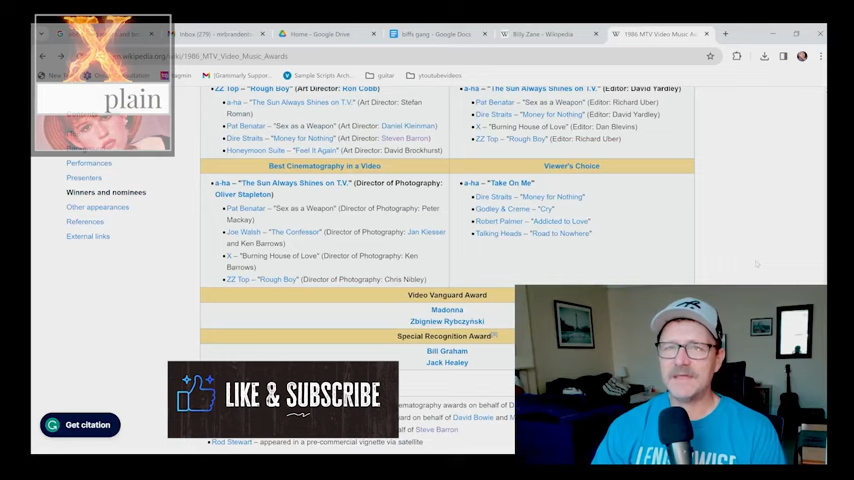 Inbox (279) - mrbranden
Home - Google Drive
biffs gang - Google Docs
Billy Zane - Wikipedia
1986 MTV Video Music Aw
wikipedia.org/wiki/1986_MTV_Video_Music_Awards
X
plain
New Ta
Online
[Grammarly Suppor...
Sample Scripts Arch...
guitar
ytoutubevideos
Performances
Presenters
Winners and nominees
Other appearances
References
External links
ZZ Top – "Rough Boy" (Art Director: Ron Cobb)
a-ha – "The Sun Always Shines on T.V." (Art Director: Stefan
Roman)
Pat Benatar – "Sex as a Weapon" (Art Director: Daniel Kleinman)
Dire Straits – "Money for Nothing" (Art Director: Steven Barron)
Honeymoon Suite – "Feel It Again" (Art Director: David Brockhurst)
a-ha – "The Sun Always Shines on T.V." (Editor: David Yardley)
Pat Benatar – "Sex as a Weapon" (Editor: Richard Uber)
Dire Straits – "Money for Nothing" (Editor: David Yardley)
X – "Burning House of Love" (Editor: Dan Blevins)
ZZ Top – "Rough Boy" (Editor: Richard Uber)
Best Cinematography in a Video
Viewer's Choice
a-ha – "The Sun Always Shines on T.V." (Director of Photography:
Oliver Stapleton)
Pat Benatar – "Sex as a Weapon" (Director of Photography: Peter
Mackay)
Joe Walsh – "The Confessor" (Director of Photography: Jan Kiesser
and Ken Barrows)
X – "Burning House of Love" (Director of Photography: Ken
Barrows)
ZZ Top – "Rough Boy" (Director of Photography: Chris Nibley)
a-ha – "Take On Me"
Dire Straits – "Money for Nothing"
Godley & Creme – "Cry"
Robert Palmer – "Addicted to Love"
Talking Heads – "Road to Nowhere"
Video Vanguard Award
Madonna
Zbigniew Rybczyński
Special Recognition Award
Bill Graham
Jack Healey
LIKE & SUBSCRIBE
Get citation
cinematography awards on behalf of D
ward on behalf of David Bowie and M
half of Steve Barron
Rod Stewart – appeared in a pre-commercial vignette via satellite